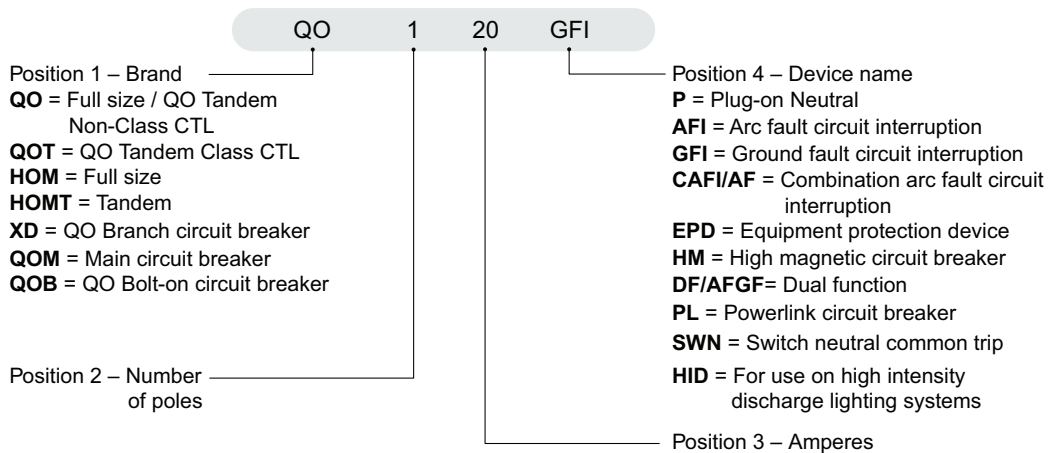 QO 1 20 GFI
Position 1 – Brand
QO = Full size / QO Tandem
Non-Class CTL
QOT = QO Tandem Class CTL
HOM = Full size
HOMT = Tandem
XD = QO Branch circuit breaker
QOM = Main circuit breaker
QOB = QO Bolt-on circuit breaker
Position 2 – Number
of poles
Position 4 – Device name
P = Plug-on Neutral
AFI = Arc fault circuit interruption
GFI = Ground fault circuit interruption
CAFI/AF = Combination arc fault circuit
interruption
EPD = Equipment protection device
HM = High magnetic circuit breaker
DF/AFGF= Dual function
PL = Powerlink circuit breaker
SWN = Switch neutral common trip
HID = For use on high intensity
discharge lighting systems
Position 3 – Amperes